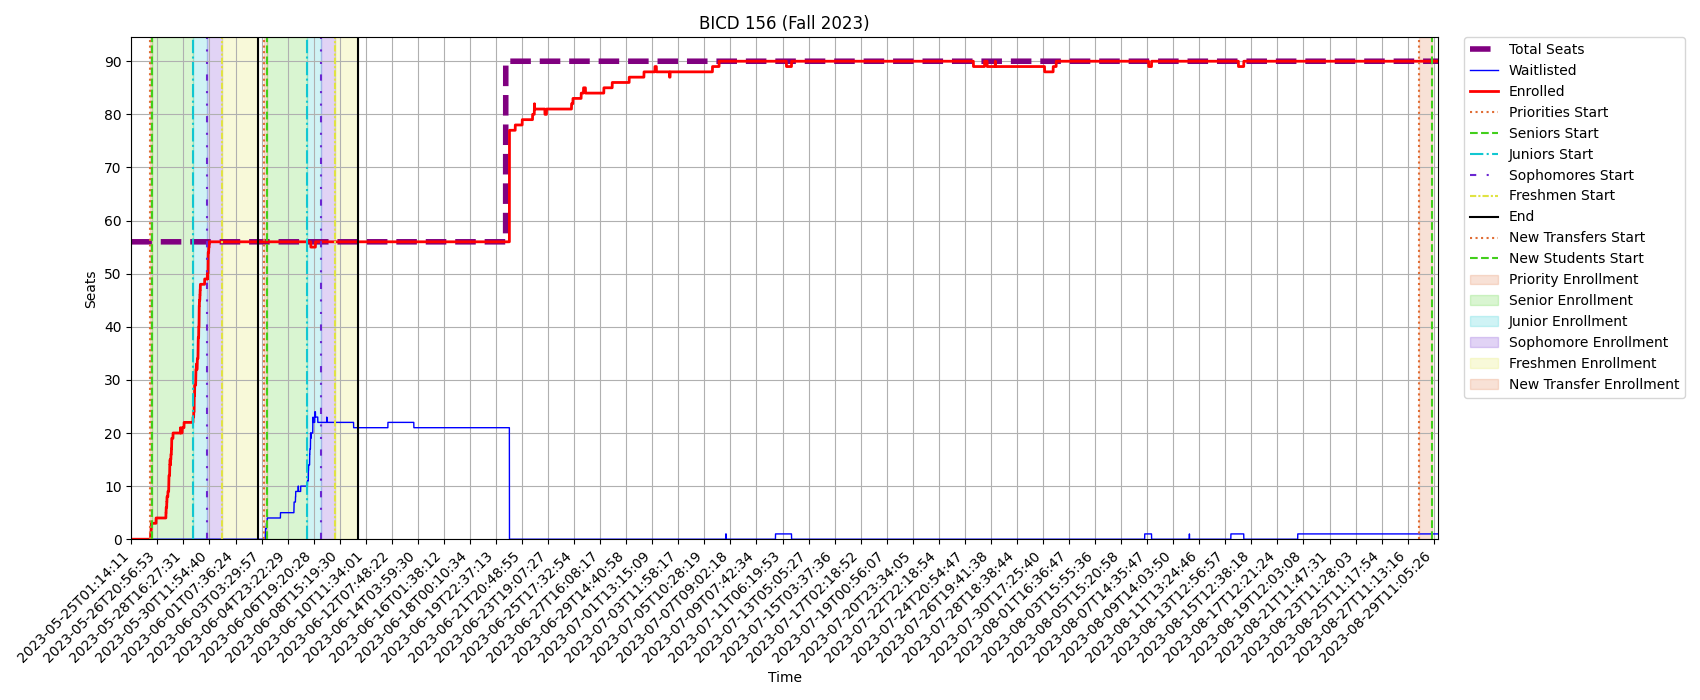 BICD 156 (Fall 2023)
Seats
90
80
70
60
50
40
30
20
10
0
2023-05-25T01:14:11
2023-05-26T20:56:53
2023-05-28T16:27:31
2023-05-30T11:54:40
2023-06-01T07:36:24
2023-06-03T03:29:57
2023-06-04T23:22:29
2023-06-06T19:20:28
2023-06-08T15:19:30
2023-06-10T11:34:01
2023-06-12T07:48:22
2023-06-14T03:59:30
2023-06-16T01:38:12
2023-06-18T00:10:34
2023-06-19T22:37:13
2023-06-21T20:48:55
2023-06-23T19:07:27
2023-06-25T17:32:54
2023-06-27T16:08:17
2023-06-29T14:40:58
2023-07-01T13:15:09
2023-07-03T11:58:17
2023-07-05T10:28:19
2023-07-07T09:02:18
2023-07-09T07:42:34
2023-07-11T06:19:53
2023-07-13T05:05:27
2023-07-15T03:37:36
2023-07-17T02:18:52
2023-07-19T00:56:07
2023-07-20T23:34:05
2023-07-22T22:18:54
2023-07-24T20:54:47
2023-07-26T19:41:38
2023-07-28T18:38:44
2023-07-30T17:25:40
2023-08-01T16:36:47
2023-08-03T15:55:36
2023-08-05T15:20:58
2023-08-07T14:35:47
2023-08-09T14:03:50
2023-08-11T13:24:46
2023-08-13T12:56:57
2023-08-15T12:38:18
2023-08-17T12:21:24
2023-08-19T12:03:08
2023-08-21T11:47:31
2023-08-23T11:28:03
2023-08-25T11:17:54
2023-08-27T11:13:16
2023-08-29T11:05:26
Time
Total Seats
Waitlisted
Enrolled
Priorities Start
Seniors Start
Juniors Start
Sophomores Start
Freshmen Start
End
New Transfers Start
New Students Start
Priority Enrollment
Senior Enrollment
Junior Enrollment
Sophomore Enrollment
Freshmen Enrollment
New Transfer Enrollment